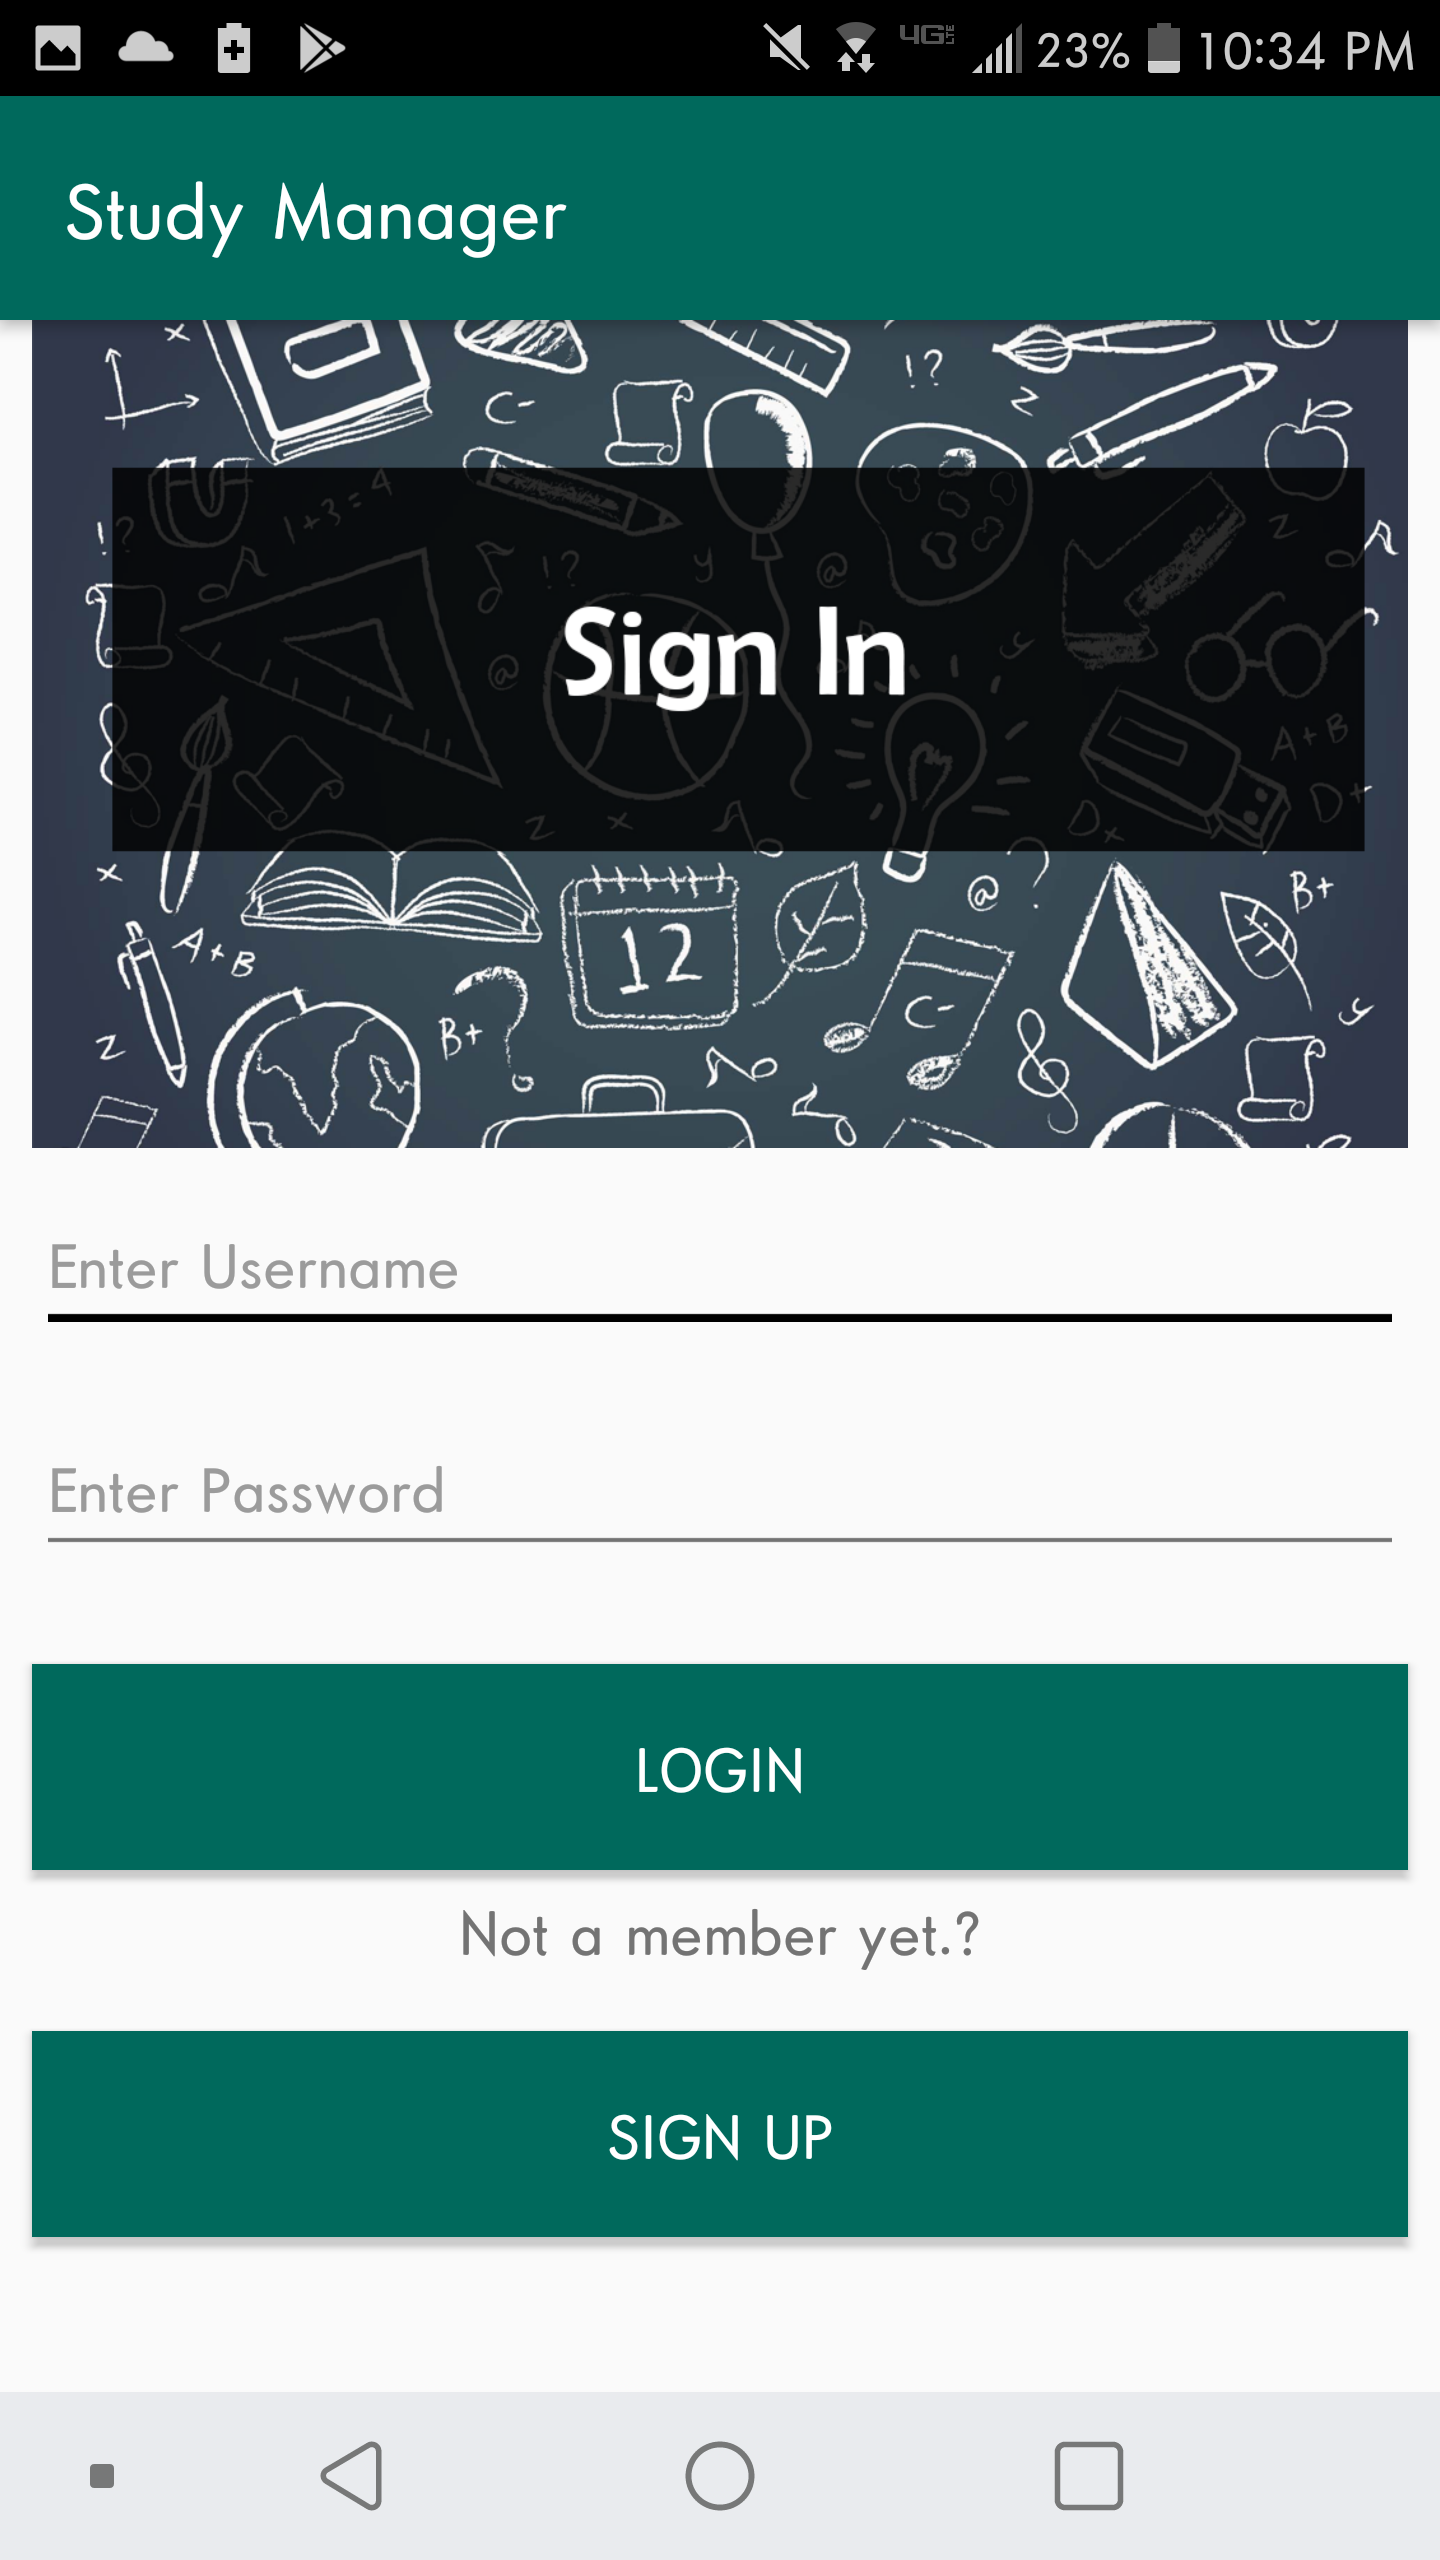 4G LTE 23% 10:34 PM
Study Manager
x
!?
C-
z
1+3=4
!?
z
!?
y
@
@
y
A+B
D+
z
x
D+
x
@
?
B+
A+B
12
B+
C-
y
z
Sign In
Enter Username
Enter Password
LOGIN
Not a member yet.?
SIGN UP